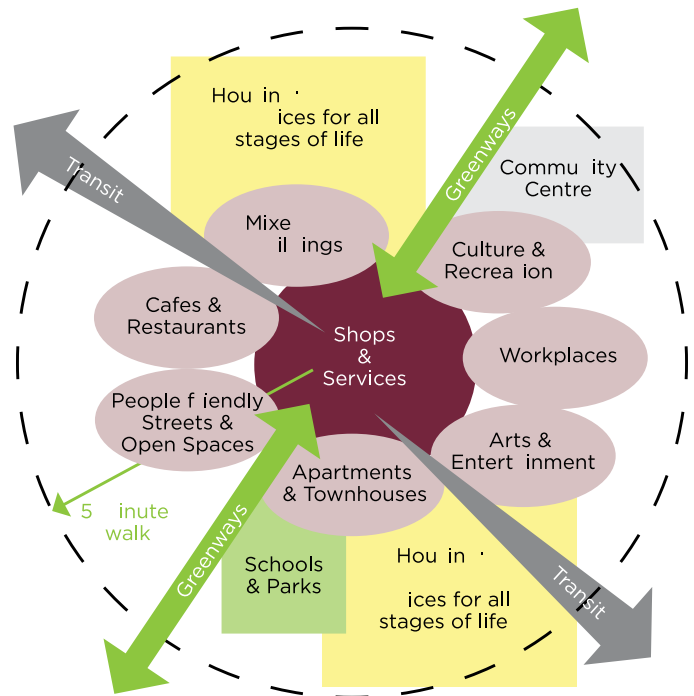 Hou in ·
ices for all
stages of life
Greenways
Commu ity
Centre
Transit
Mixe
il ings
Culture &
Recrea ion
Cafes &
Restaurants
Shops
&
Services
Workplaces
People f iendly
Streets &
Open Spaces
Arts &
Entert inment
Apartments
& Townhouses
5 inute
walk
Greenways
Schools
& Parks
Hou in ·
ices for all
stages of life
Transit